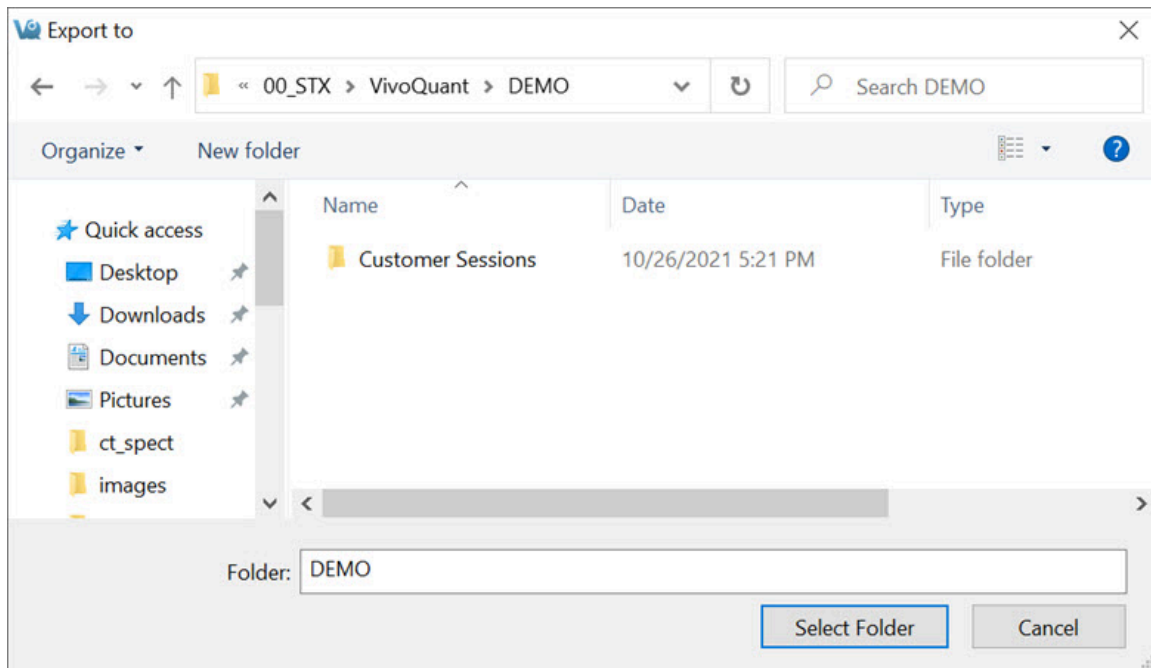 Export to
« 00_STX > VivoQuant > DEMO
Search DEMO
Organize
New folder
?
Name Date Type
Quick access
Desktop
Downloads
Documents
Pictures
ct_spect
images
Customer Sessions 10/26/2021 5:21 PM File folder
Folder: DEMO
Select Folder
Cancel